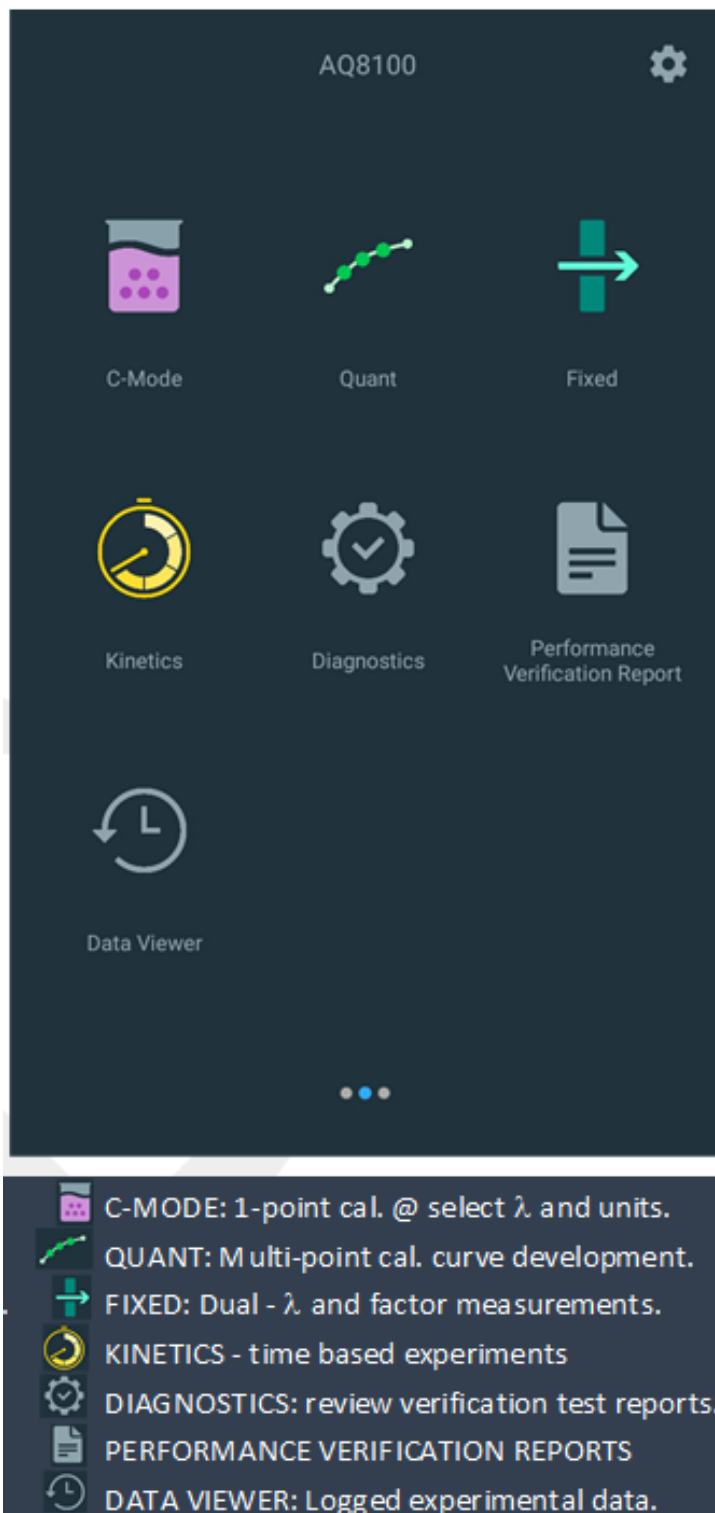 AQ8100
C-Mode
Quant
Fixed
Kinetics
Diagnostics
Performance
Verification Report
Data Viewer
C-MODE: 1-point cal. @ select λ and units.
QUANT: Multi-point cal. curve development.
FIXED: Dual - λ and factor measurements.
KINETICS - time based experiments
DIAGNOSTICS: review verification test reports.
PERFORMANCE VERIFICATION REPORTS
DATA VIEWER: Logged experimental data.